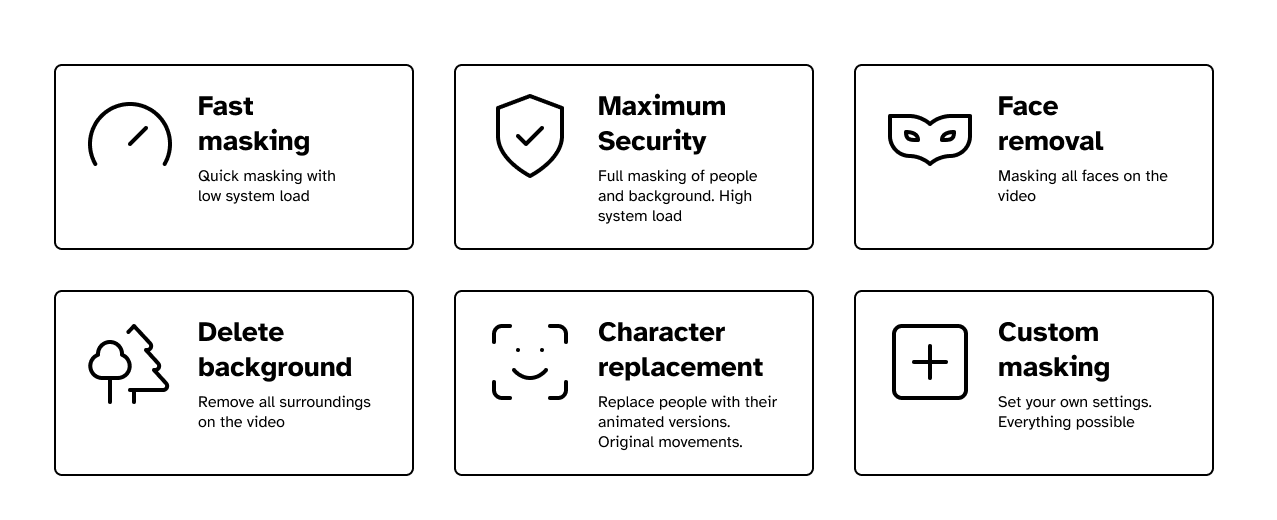 Fast
masking
Quick masking with
low system load
Maximum
Security
Full masking of people
and background. High
system load
Face
removal
Masking all faces on the
video
Delete
background
Remove all surroundings
on the video
Character
replacement
Replace people with their
animated versions.
Original movements.
Custom
masking
Set your own settings.
Everything possible